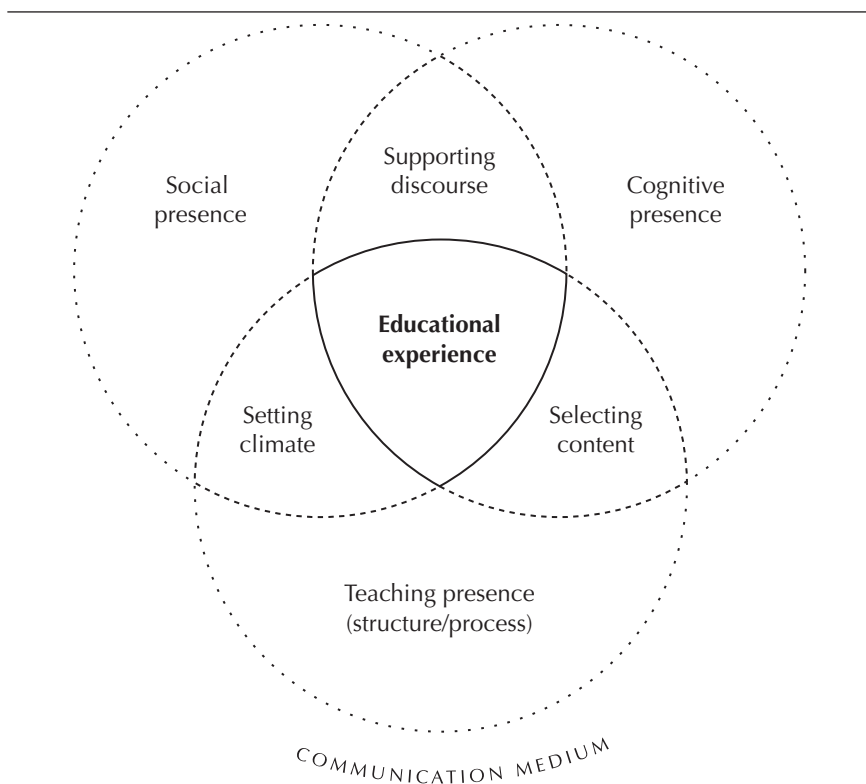 Supporting
discourse
Social
presence
Cognitive
presence
Educational
experience
Setting
climate
Selecting
content
Teaching presence
(structure/process)
COMMUNICATION MEDIUM